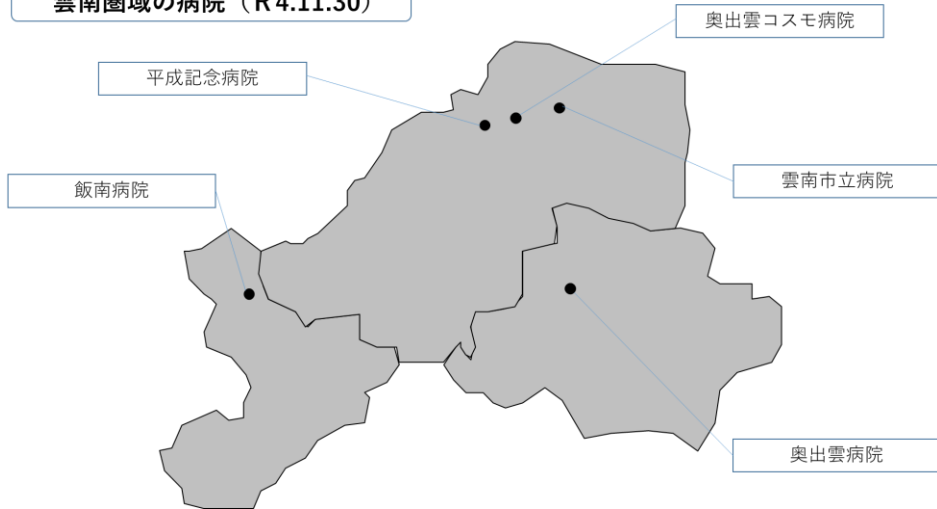 雲南圏域の病院（R4.11.30）
奥出雲コスモ病院
平成記念病院
雲南市立病院
飯南病院
奥出雲病院